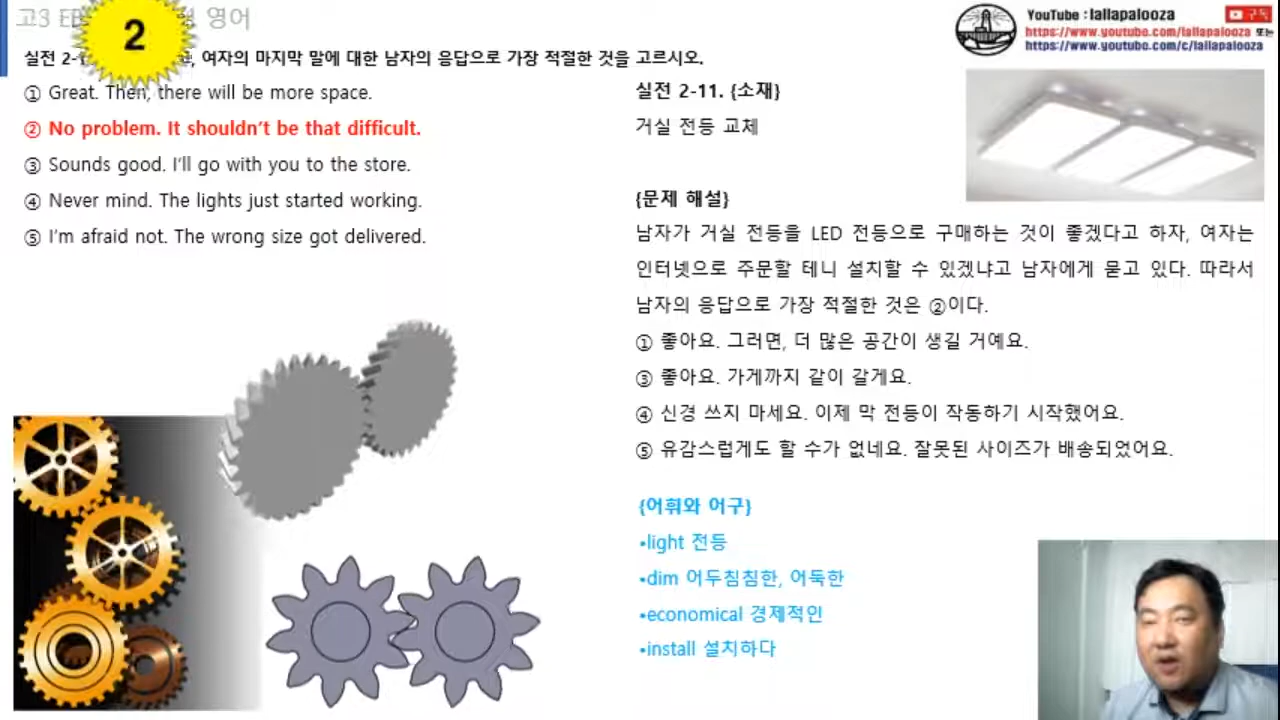 고3 EB 영어
2
실전 2-1 여자의 마지막 말에 대한 남자의 응답으로 가장 적절한 것을 고르시오.
① Great. Then, there will be more space.
② No problem. It shouldn't be that difficult.
③ Sounds good. I'll go with you to the store.
④ Never mind. The lights just started working.
⑤ I'm afraid not. The wrong size got delivered.
YouTube : lallapalooza
구독
https://www.youtube.com/lallapalooza 또는
https://www.youtube.com/c/lallapalooza
실전 2-11. {소재}
거실 전등 교체
{문제 해설}
남자가 거실 전등을 LED 전등으로 구매하는 것이 좋겠다고 하자, 여자는
인터넷으로 주문할 테니 설치할 수 있겠냐고 남자에게 묻고 있다. 따라서
남자의 응답으로 가장 적절한 것은 ②이다.
① 좋아요. 그러면, 더 많은 공간이 생길 거예요.
③ 좋아요. 가게까지 같이 갈게요.
④ 신경 쓰지 마세요. 이제 막 전등이 작동하기 시작했어요.
⑤ 유감스럽게도 할 수가 없네요. 잘못된 사이즈가 배송되었어요.
{어휘와 어구}
•light 전등
•dim 어두침침한, 어둑한
•economical 경제적인
•install 설치하다